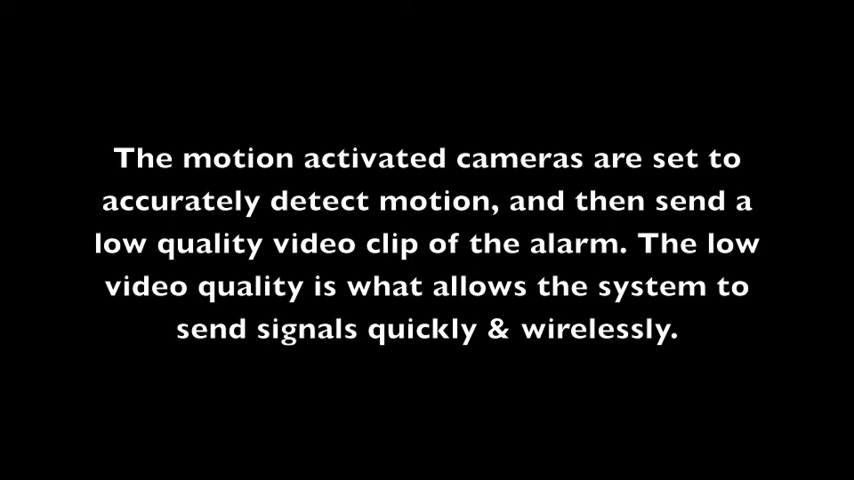 The motion activated cameras are set to
accurately detect motion, and then send a
low quality video clip of the alarm. The low
video quality is what allows the system to
send signals quickly & wirelessly.